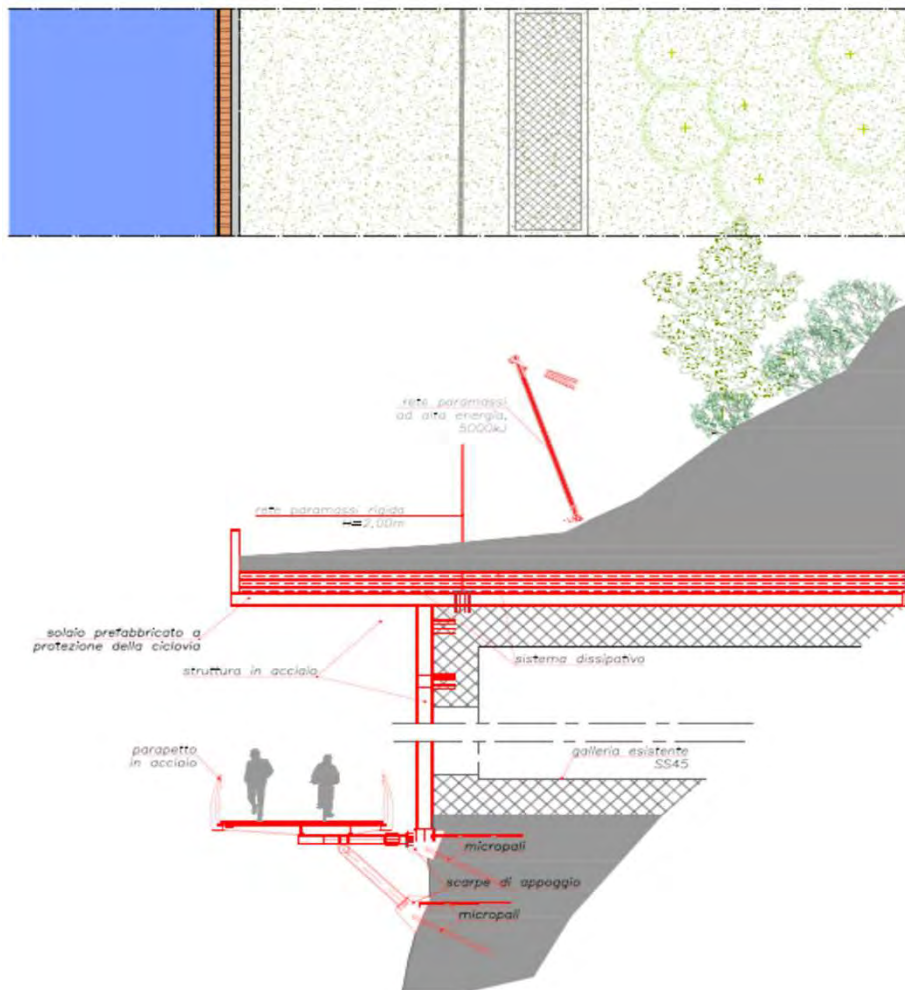 rete paramassi
ad alta energia,
5000kJ
rete paramassi rigida
H=2,00m
solaio prefabbricato a
protezione della ciclovia
struttura in acciaio
sistema dissipativo
parapetto
in acciaio
galleria esistente
SS45
micropali
scarpe di appoggio
micropali